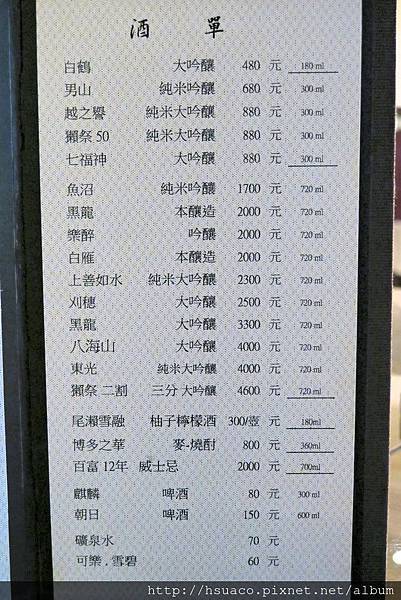 酒 單
白鶴 大吟釀 480 元 180 ml
男山 純米吟釀 680 元 300 ml
越之譽 純米大吟釀 880 元 300 ml
獺祭 50 純米大吟釀 880 元 300 ml
七福神 大吟釀 880 元 300 ml
魚沼 純米吟釀 1700 元 720 ml
黑龍 本釀造 2000 元 720 ml
樂醉 吟釀 2000 元 720 ml
白雁 本釀造 2000 元 720 ml
上善如水 純米大吟釀 2300 元 720 ml
刈穗 大吟釀 2500 元 720 ml
黑龍 大吟釀 3300 元 720 ml
八海山 大吟釀 4000 元 720 ml
東光 純米大吟釀 4000 元 720 ml
獺祭 二割 三分 大吟釀 4600 元 720 ml
尾瀨雪融 柚子檸檬酒 300/壺 元 180ml
博多之華 麥-燒酎 800 元 360ml
百富 12年 威士忌 2000 元 700ml
麒麟 啤酒 80 元 300 ml
朝日 啤酒 150 元 600 ml
礦泉水 70 元
可樂 , 雪碧 60 元
http://hsuaco.pixnet.net/album